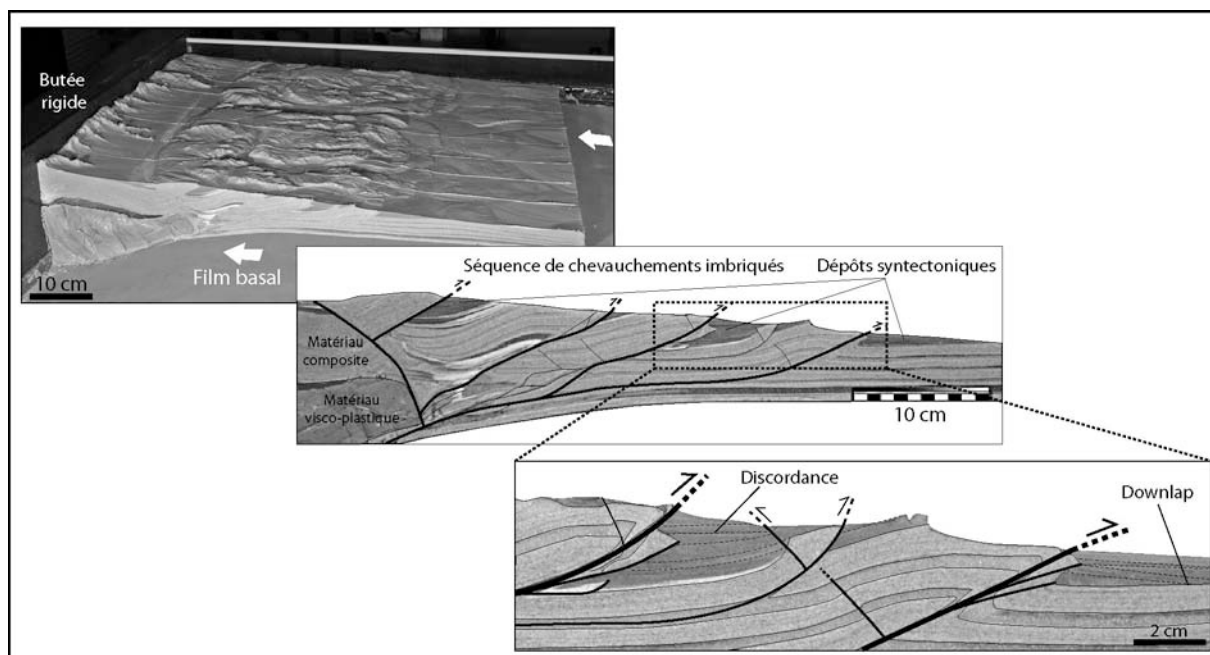 Butée
rigide
Film basal
10 cm
Séquence de chevauchements imbriqués
Dépôts syntectoniques
Matériau
composite
Matériau
visco-plastique
10 cm
Discordance
Downlap
2 cm